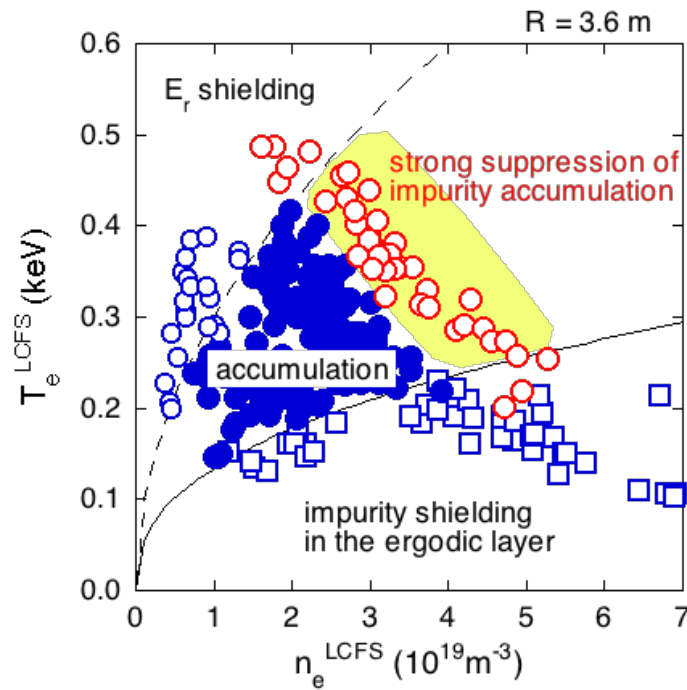 R = 3.6 m
0.6
0.5
0.4
0.3
0.2
0.1
0.0
T_e^LCFS (keV)
E_r shielding
strong suppression of
impurity accumulation
accumulation
impurity shielding
in the ergodic layer
0 1 2 3 4 5 6 7
n_e^LCFS (10^19 m^-3)